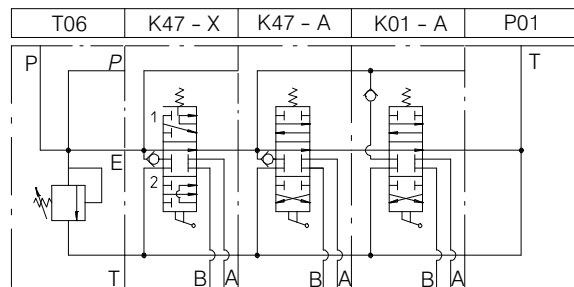 T06 K47 - X K47 - A K01 - A P01
P P T
1
E
2
T B A B A B A